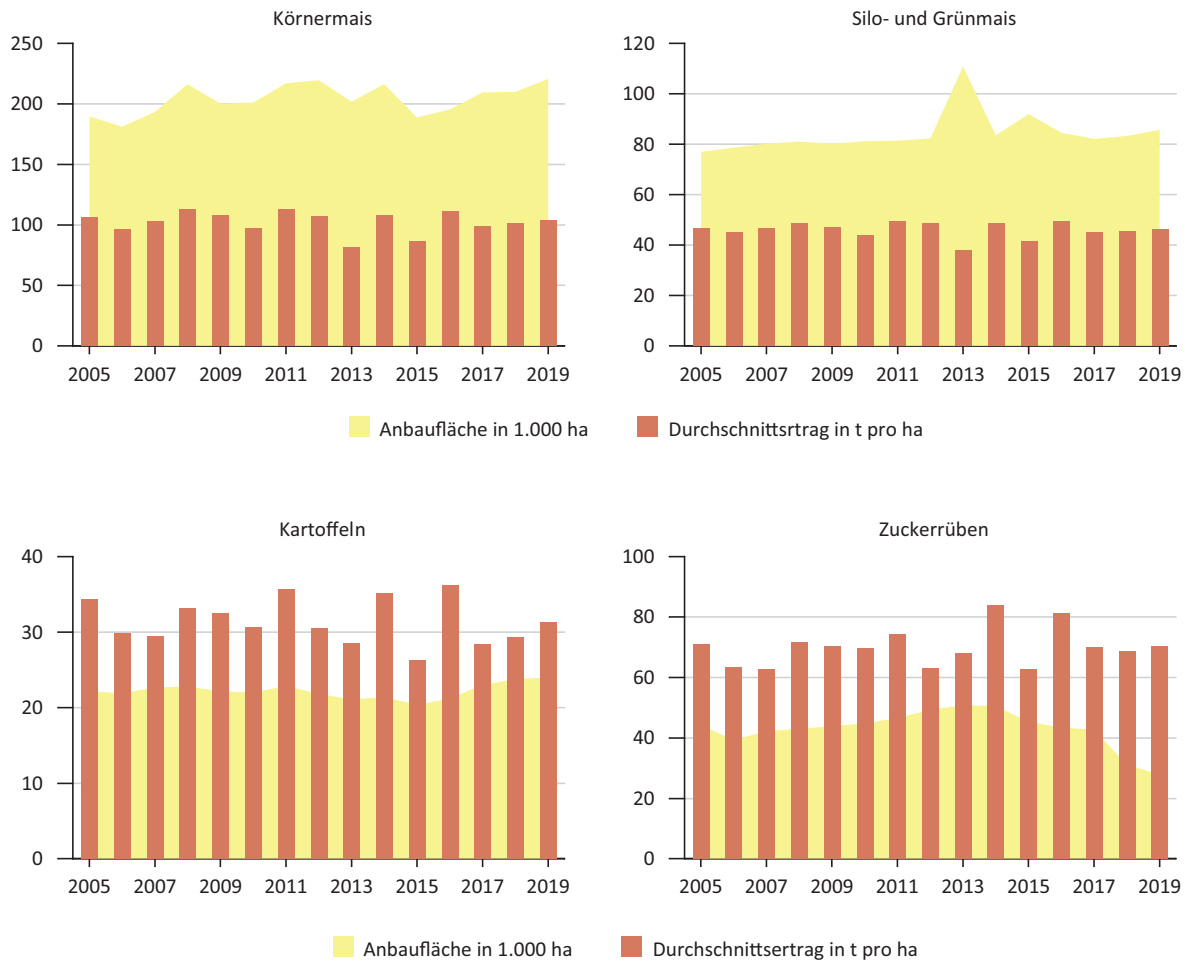 Körnermais
250
200
150
100
50
0
2005 2007 2009 2011 2013 2015 2017 2019
Silo- und Grünmais
120
100
80
60
40
20
0
2005 2007 2009 2011 2013 2015 2017 2019
Anbaufläche in 1.000 ha
Durchschnittsrtrag in t pro ha
Kartoffeln
40
30
20
10
0
2005 2007 2009 2011 2013 2015 2017 2019
Zuckerrüben
100
80
60
40
20
0
2005 2007 2009 2011 2013 2015 2017 2019
Anbaufläche in 1.000 ha
Durchschnittsertrag in t pro ha